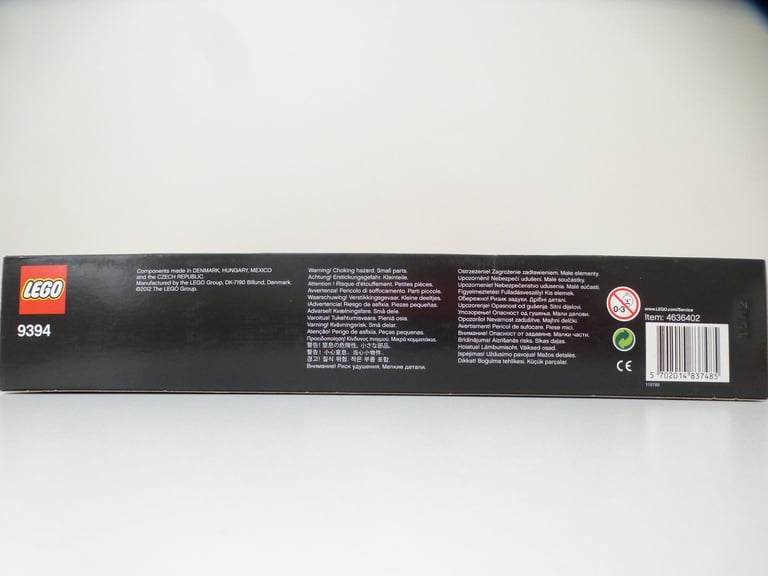 LEGO
9394
Components made in DENMARK, HUNGARY, MEXICO
and the CZECH REPUBLIC.
Manufactured by the LEGO Group, DK-7190 Billund, Denmark.
©2012 The LEGO Group.
Warning! Choking hazard. Small parts.
Achtung! Erstickungsgefahr. Kleinteile.
Attention ! Risque d'étouffement. Petites pièces.
Avvertenza! Pericolo di soffocamento. Parti piccole.
Waarschuwing! Verstikkingsgevaar. Kleine deeltjes.
¡Advertencia! Riesgo de asfixia. Piezas pequeñas.
Advarsel! Kvælningsfare. Små dele.
Varoitus! Tukehtumisvaara. Pieniä osia.
Varning! Kvävningsrisk. Små delar.
Atenção! Perigo de asfixia. Peças pequenas.
Προειδοποίηση! Κίνδυνος πνιγμού. Μικρά κομματάκια.
警告! 窒息の危険性。小さな部品。
警告! 小心窒息。当心小物件。
경고! 질식 위험. 작은 부품 포함.
Внимание! Риск удушения. Мелкие детали.
Ostrzeżenie! Zagrożenie zadławieniem. Małe elementy.
Upozornění! Nebezpečí udušení. Malé součástky.
Upozornenie! Nebezpečenstvo udusenia. Malé súčasti.
Figyelmeztetés! Fulladásveszély! Kis elemek.
Обережно! Ризик задухи. Дрібні деталі.
Upozorenje! Opasnost od gušenja. Sitni dijelovi.
Упозорење! Опасност од гушења. Мали делови.
Opozorilo! Nevarnost zadušitve. Majhni delčki.
Avertisment! Pericol de sufocare. Piese mici.
Внимание! Опасност от задавяне. Малки части.
Brīdinājums! Aizrīšanās risks. Sīkas daļas.
Hoiatus! Lämbumisoht. Väiksed osad.
Įspėjimas! Uždusimo pavojus! Mažos detalės.
Dikkat! Boğulma tehlikesi. Küçük parçalar.
0-3
CE
www.LEGO.com/Service
Item: 4636402
5 702014 837485